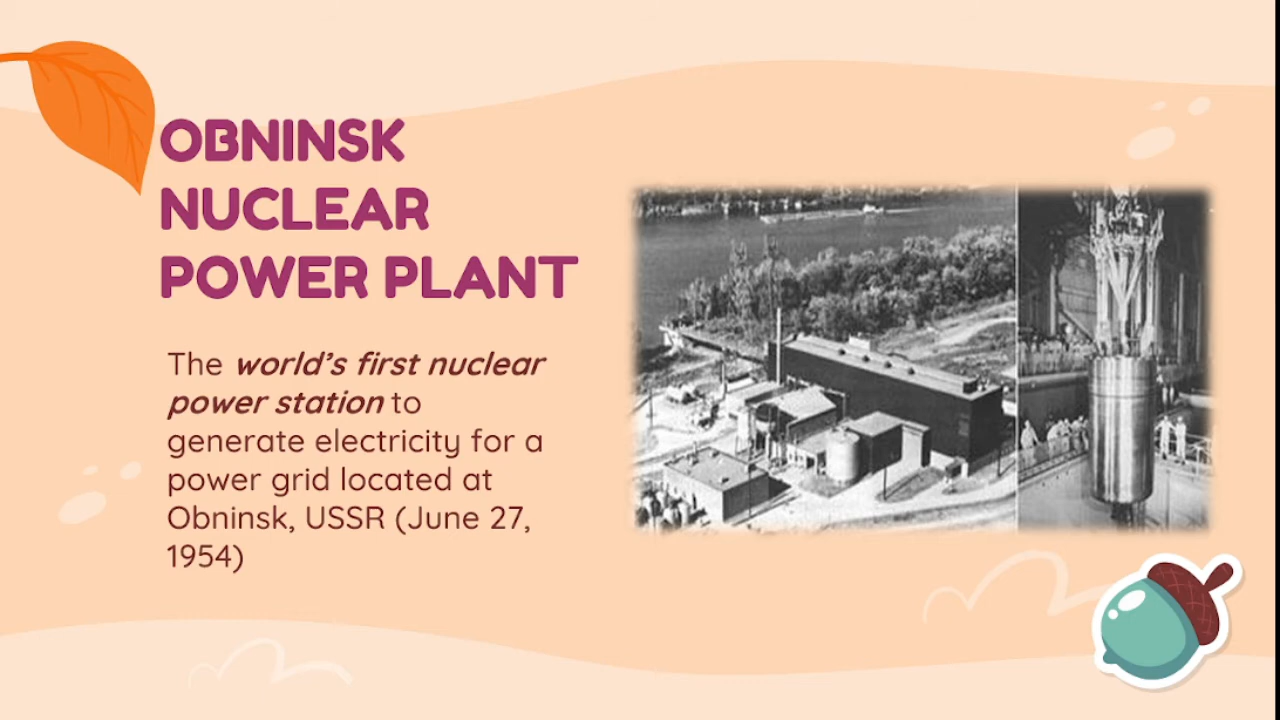 OBNINSK
NUCLEAR
POWER PLANT
The world's first nuclear
power station to
generate electricity for a
power grid located at
Obninsk, USSR (June 27,
1954)